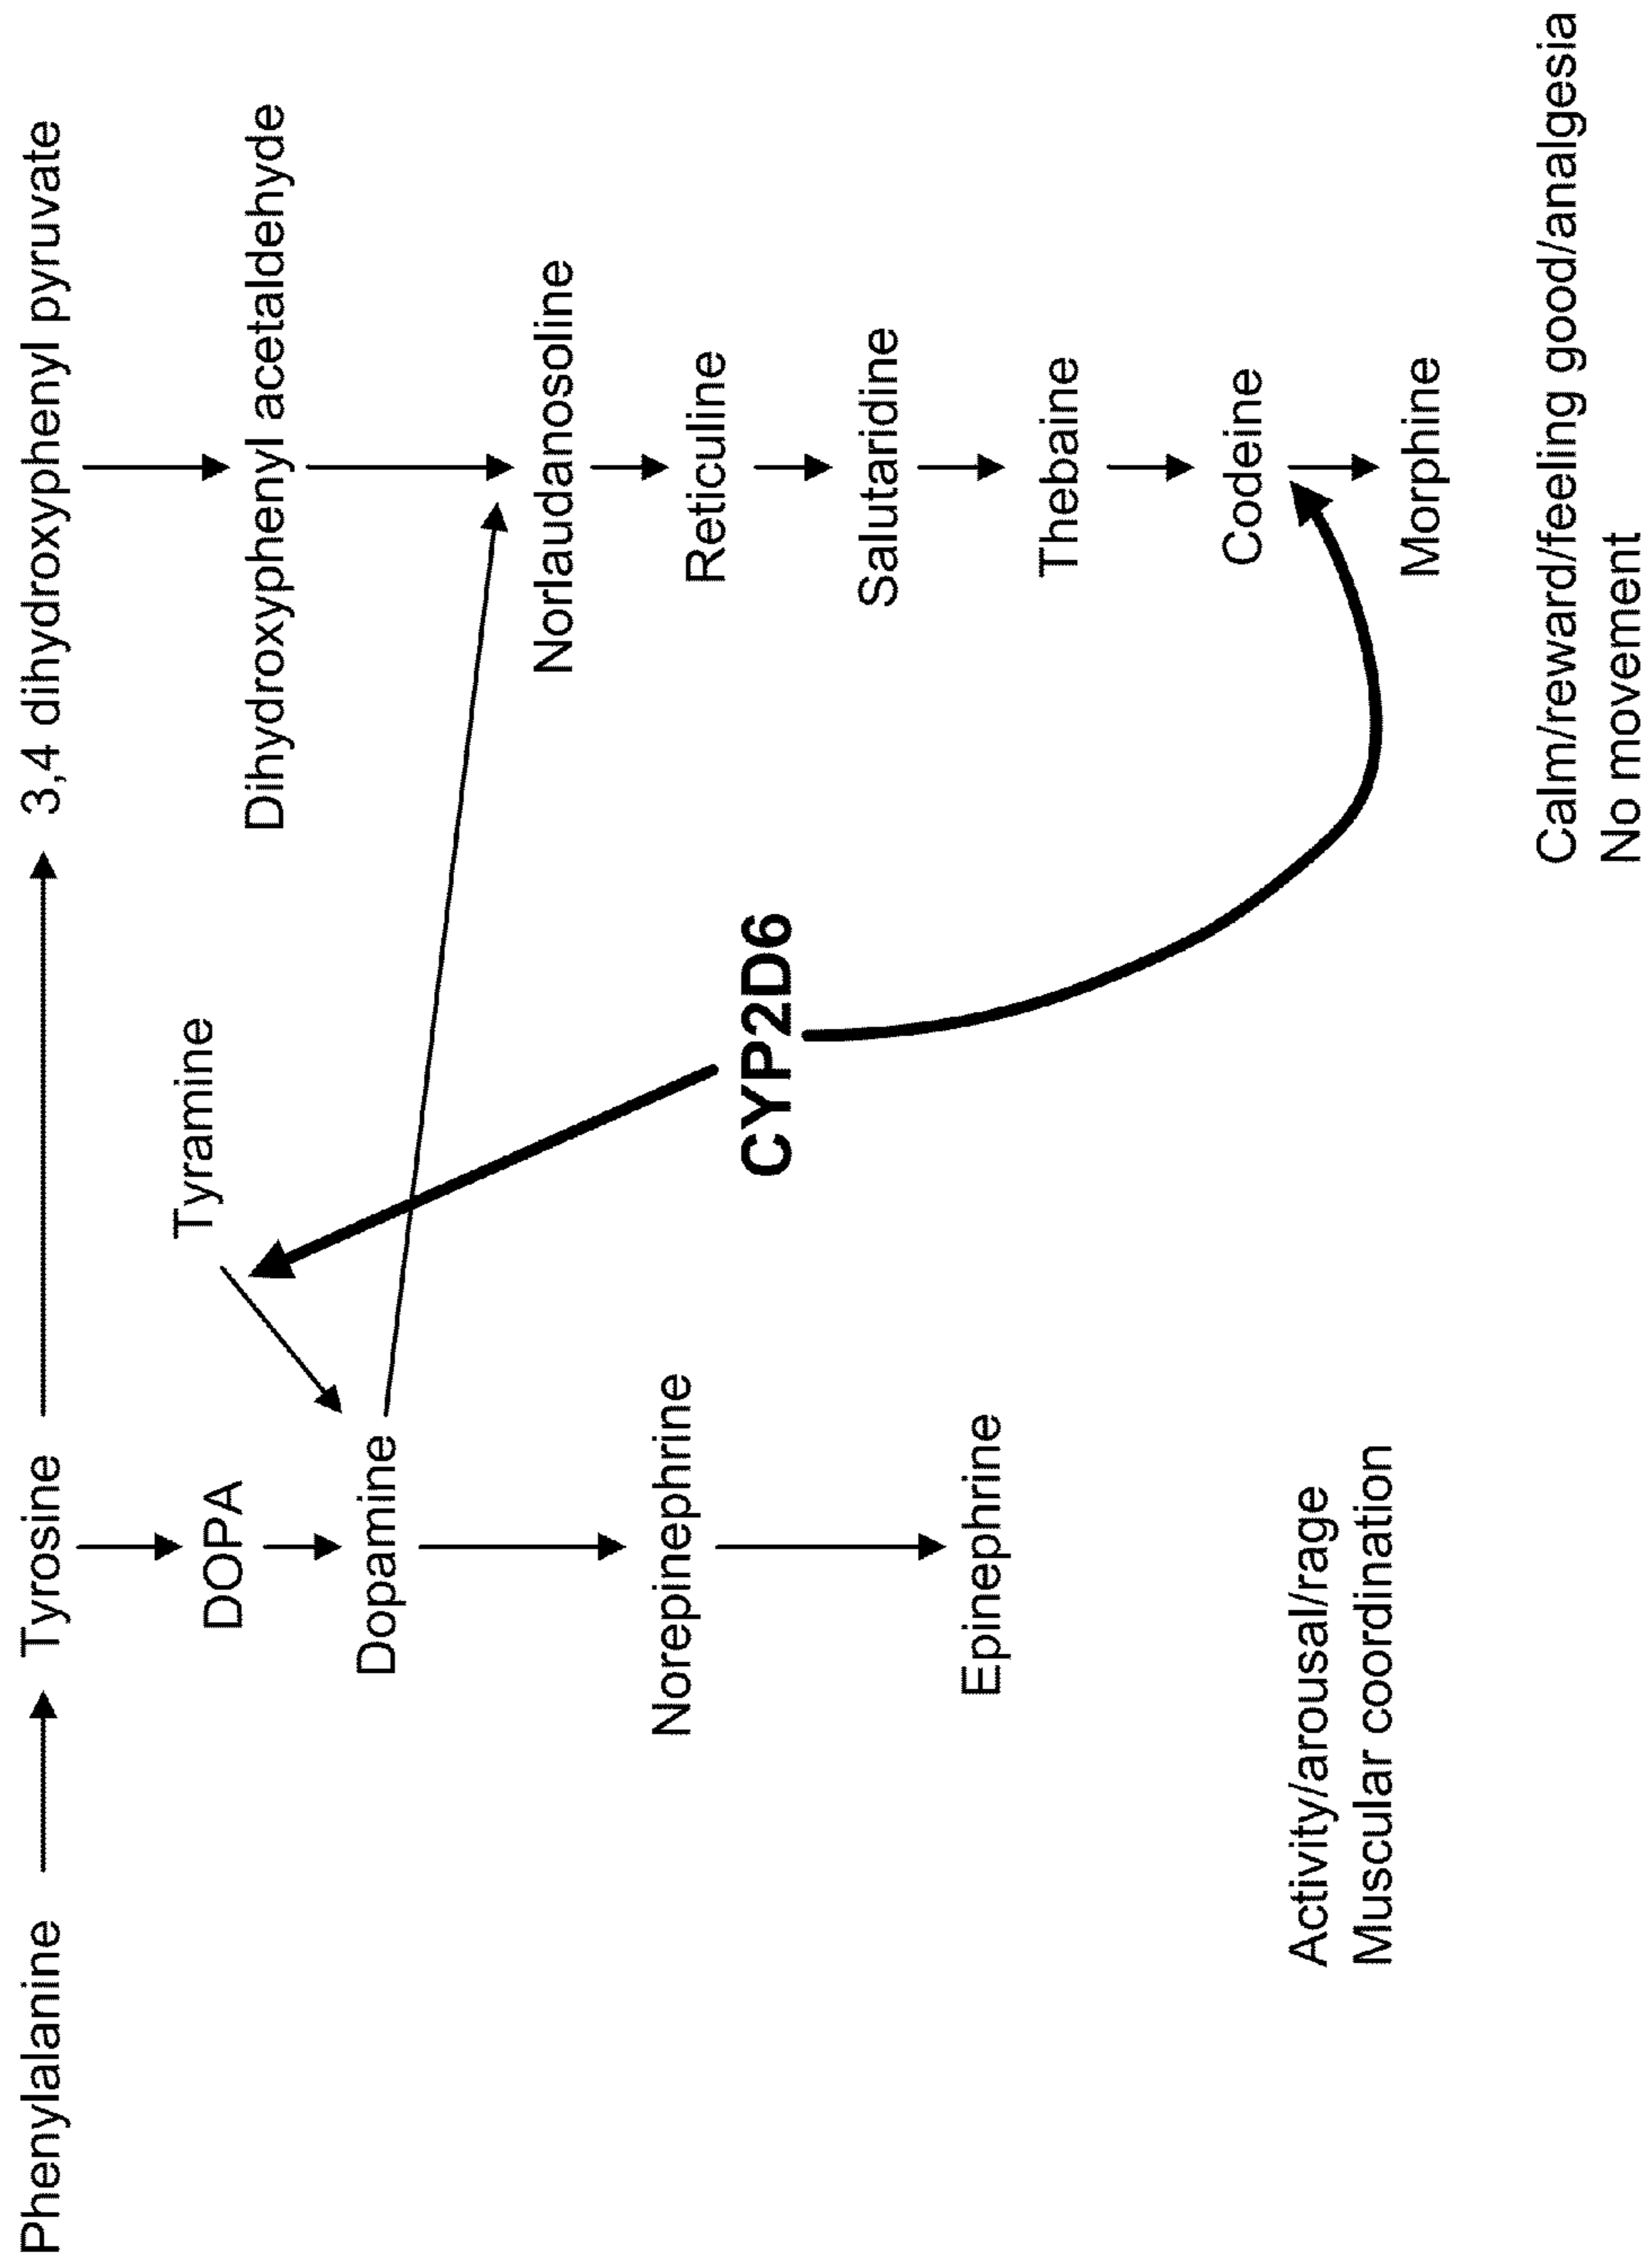 Phenylalanine
Tyrosine
3,4 dihydroxyphenyl pyruvate
Tyramine
DOPA
Dihydroxyphenyl acetaldehyde
Dopamine
Norlaudanosoline
Norepinephrine
Reticuline
CYP2D6
Salutaridine
Epinephrine
Thebaine
Codeine
Morphiine
Activity/arousal/rage
Muscular coordination
Calm/reward/feeling good/analgesia
No movement